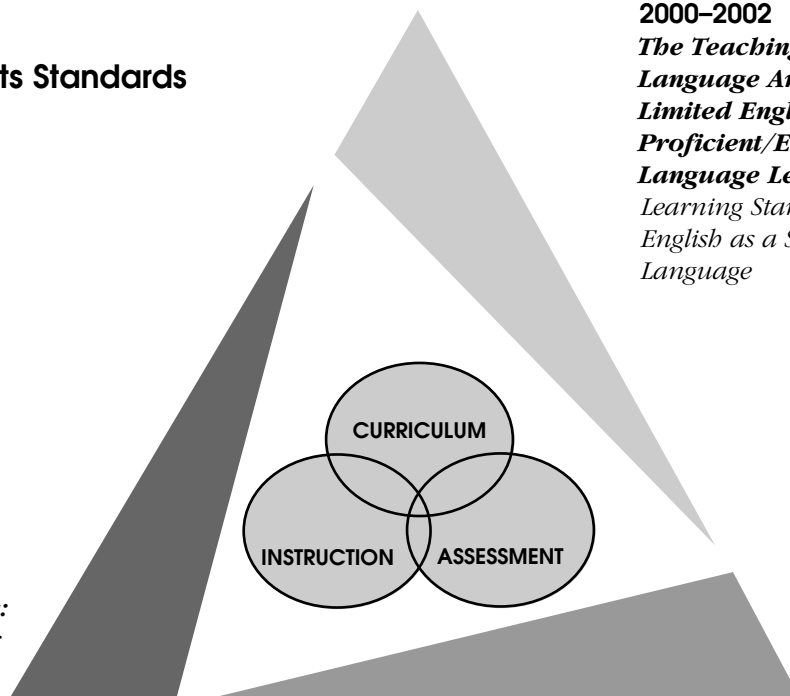 ts Standards
2000–2002
The Teaching
Language Ar
Limited Engl
Proficient/E
Language Le
Learning Stan
English as a S
Language
CURRICULUM
INSTRUCTION
ASSESSMENT
: